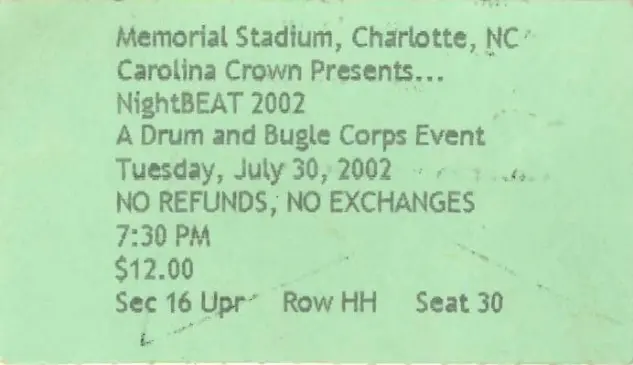 Memorial Stadium, Charlotte, NC
Carolina Crown Presents...
NightBEAT 2002
A Drum and Bugle Corps Event
Tuesday, July 30, 2002
NO REFUNDS, NO EXCHANGES
7:30 PM
$12.00
Sec 16 Upr Row HH Seat 30